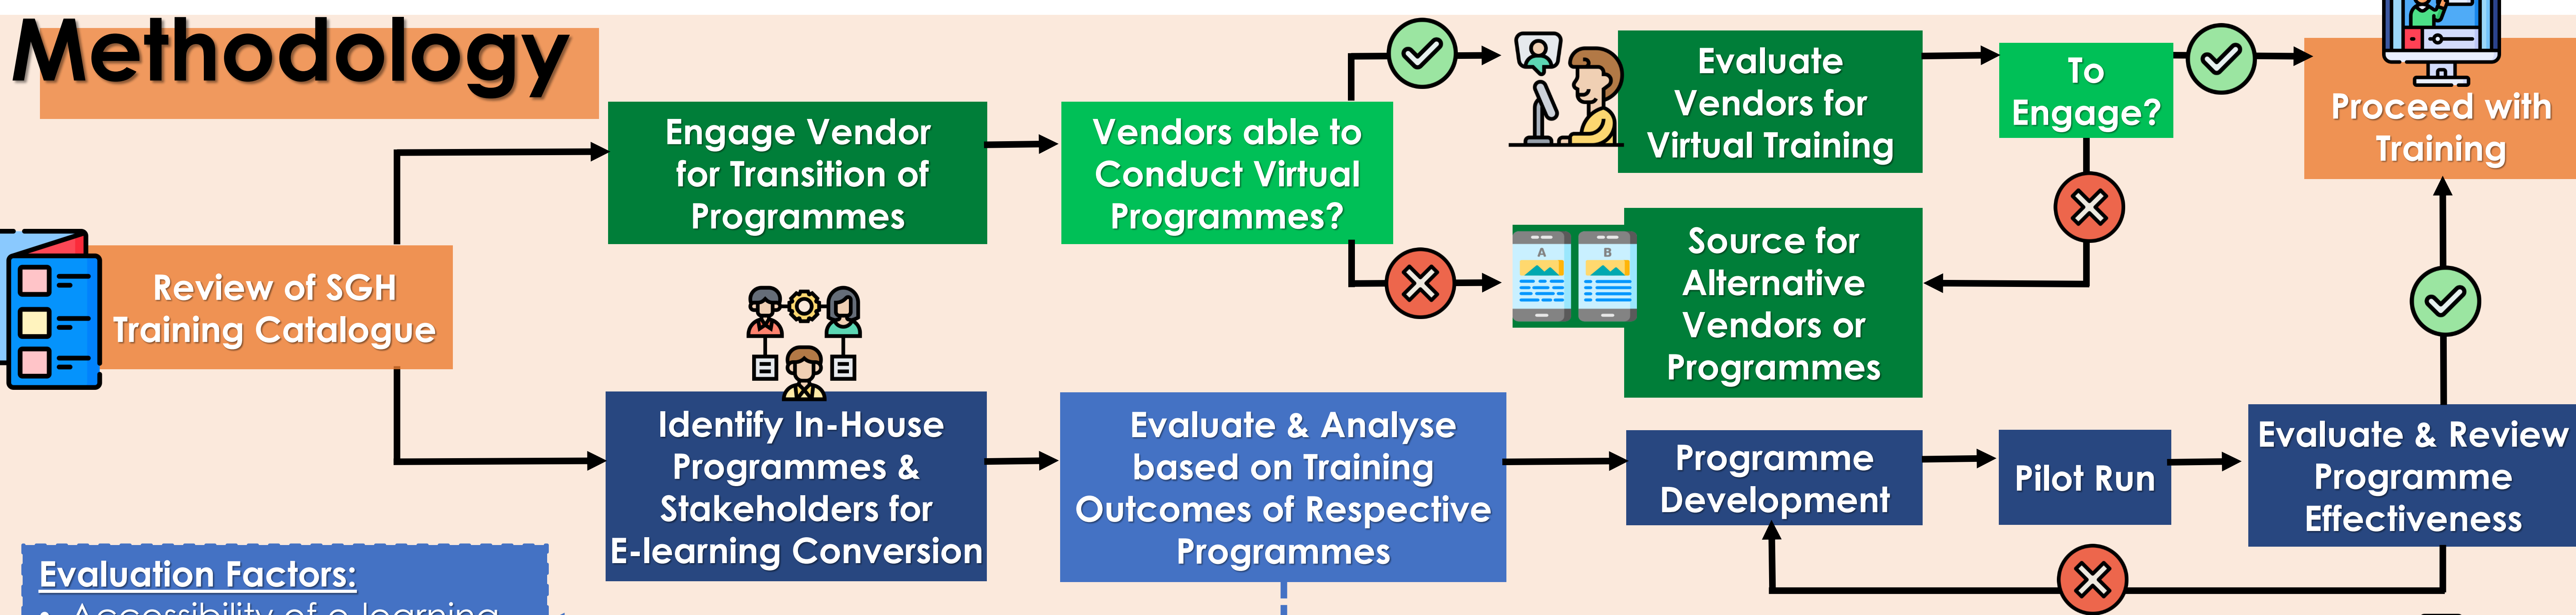 Methodology
Review of SGH
Training Catalogue
Engage Vendor
for Transition of
Programmes
Vendors able to
Conduct Virtual
Programmes?
Evaluate
Vendors for
Virtual Training
To
Engage?
Proceed with
Training
A
B
Source for
Alternative
Vendors or
Programmes
Identify In-House
Programmes &
Stakeholders for
E-learning Conversion
Evaluate & Analyse
based on Training
Outcomes of Respective
Programmes
Programme
Development
Pilot Run
Evaluate & Review
Programme
Effectiveness
Evaluation Factors:
• Accessibility of e-learning